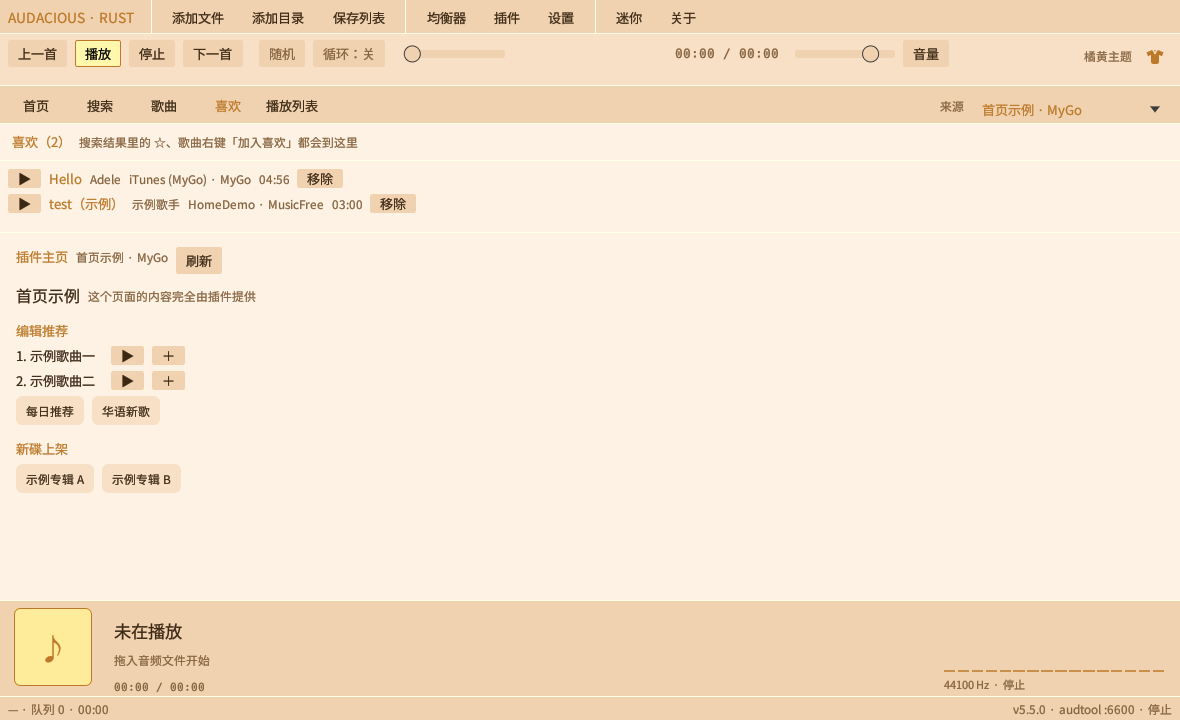 AUDACIOUS · RUST 添加文件 添加目录 保存列表 均衡器 插件 设置 迷你 关于
上一首 播放 停止 下一首 随机 循环：关 00:00 / 00:00 音量 橘黄主题
首页 搜索 歌曲 喜欢 播放列表 来源 首页示例 · MyGo
喜欢（2） 搜索结果里的 ☆、歌曲右键「加入喜欢」都会到这里
▶ Hello Adele iTunes (MyGo) · MyGo 04:56 移除
▶ test（示例） 示例歌手 HomeDemo · MusicFree 03:00 移除
插件主页 首页示例 · MyGo 刷新
首页示例 这个页面的内容完全由插件提供
编辑推荐
1. 示例歌曲一 ▶ ＋
2. 示例歌曲二 ▶ ＋
每日推荐 华语新歌
新碟上架
示例专辑 A 示例专辑 B
♪ 未在播放
拖入音频文件开始
00:00 / 00:00 44100 Hz · 停止
— · 队列 0 · 00:00 v5.5.0 · audtool :6600 · 停止